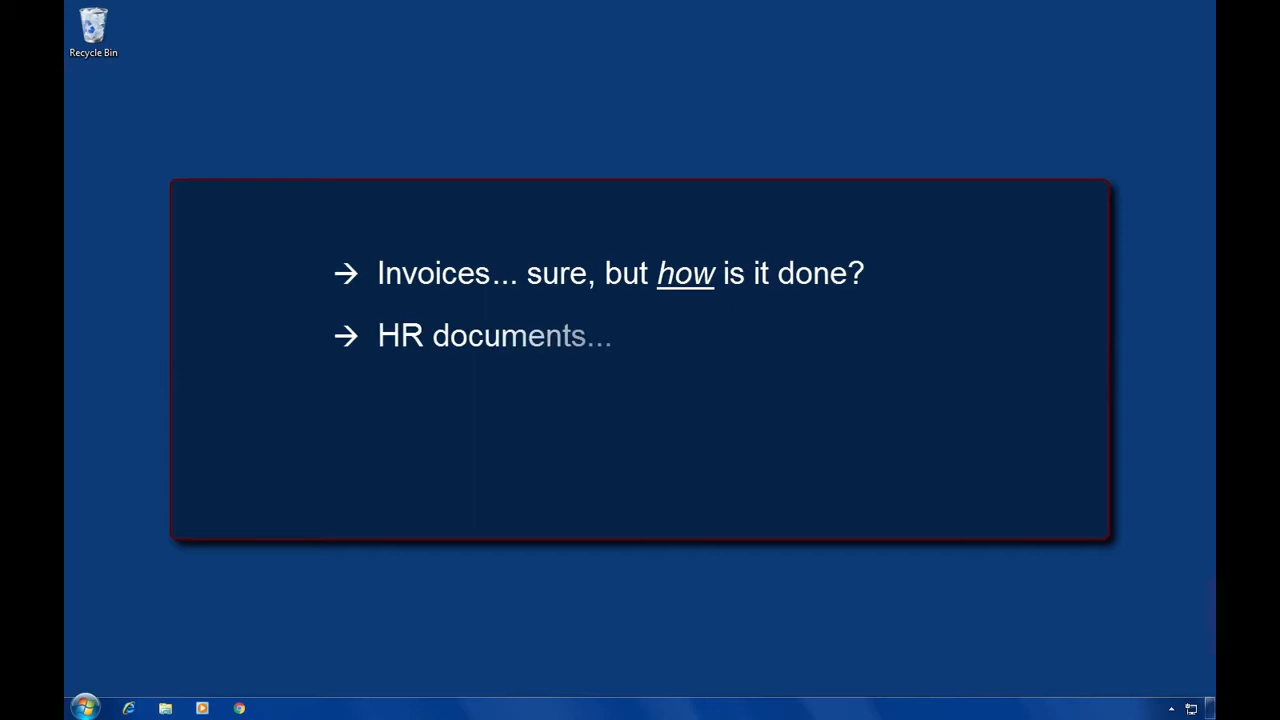 Recycle Bin
→ Invoices... sure, but how is it done?
→ HR documents...